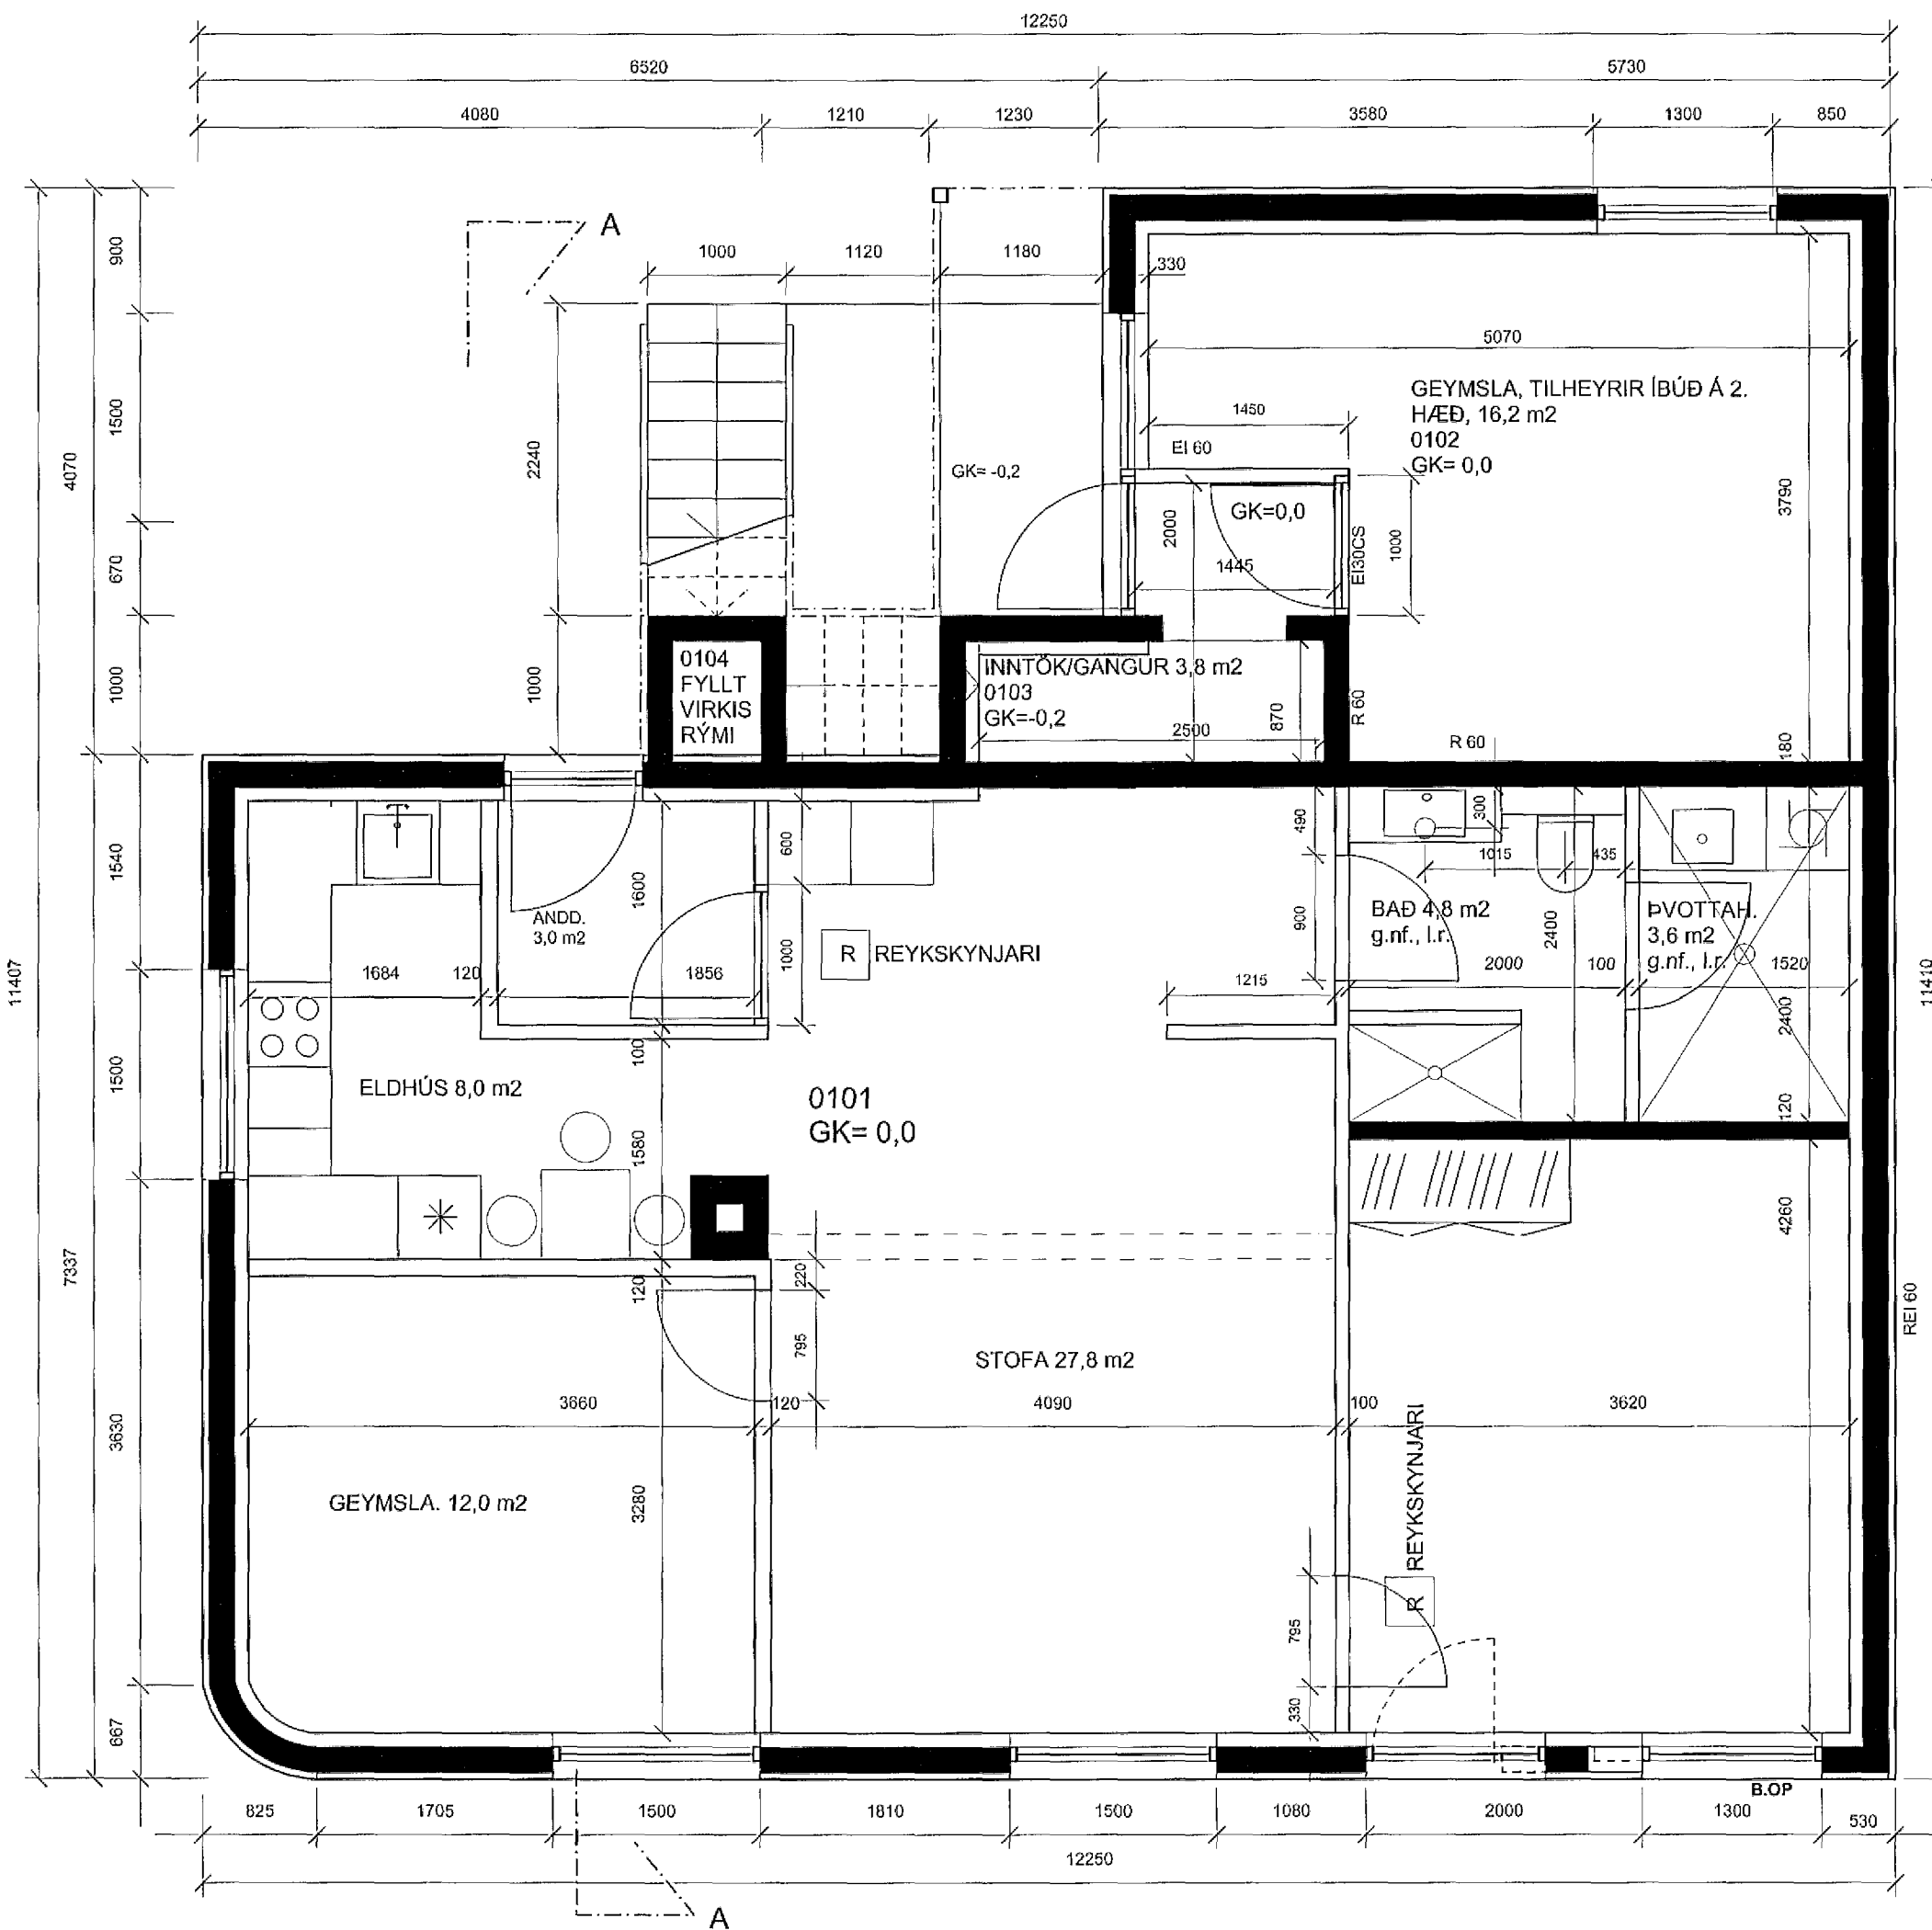 12250
6520
5730
4080
1210
1230
3580
1300
850
A
1000
1120
1180
330
900
1500
670
1000
4070
2240
1000
5070
GEYMSLA, TILHEYRIR ÍBÚÐ Á 2.
HÆÐ, 16,2 m2
0102
GK= 0,0
1450
EI 60
GK= -0,2
GK=0,0
2000
1445
EI30CS
1000
3790
0104
FYLLT
VIRKIS
RÝMI
INNTÖK/GANGUR 3,8 m2
0103
GK=-0,2
2500
870
R 60
R 60
180
1540
1500
3630
667
7337
11407
11410
600
1600
ANDD.
3,0 m2
1684
120
1856
1000
R REYKSKYNJARI
490
900
1215
300
1015
435
BAÐ 4,8 m2
g.nf., l.r.
2400
2000
100
ÞVOTTAH.
3,6 m2
g.nf., l.r.
1520
2400
120
100
ELDHÚS 8,0 m2
1580
0101
GK= 0,0
4260
REI 60
120
220
795
STOFA 27,8 m2
3660
120
4090
100
3620
GEYMSLA. 12,0 m2
3280
R REYKSKYNJARI
795
330
B.OP
825
1705
1500
1810
1500
1080
2000
1300
530
12250
A